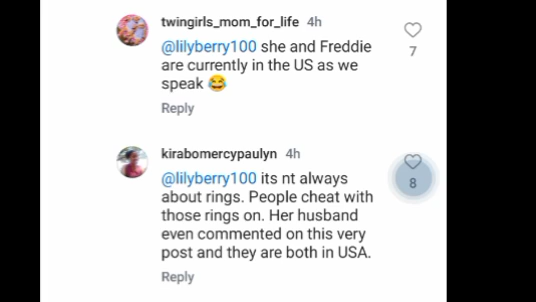 twingirls_mom_for_life 4h
@lilyberry100 she and Freddie
are currently in the US as we
speak 😂
7
Reply
kirabomercypaulyn 4h
@lilyberry100 its nt always
about rings. People cheat with
those rings on. Her husband
even commented on this very
post and they are both in USA.
8
Reply